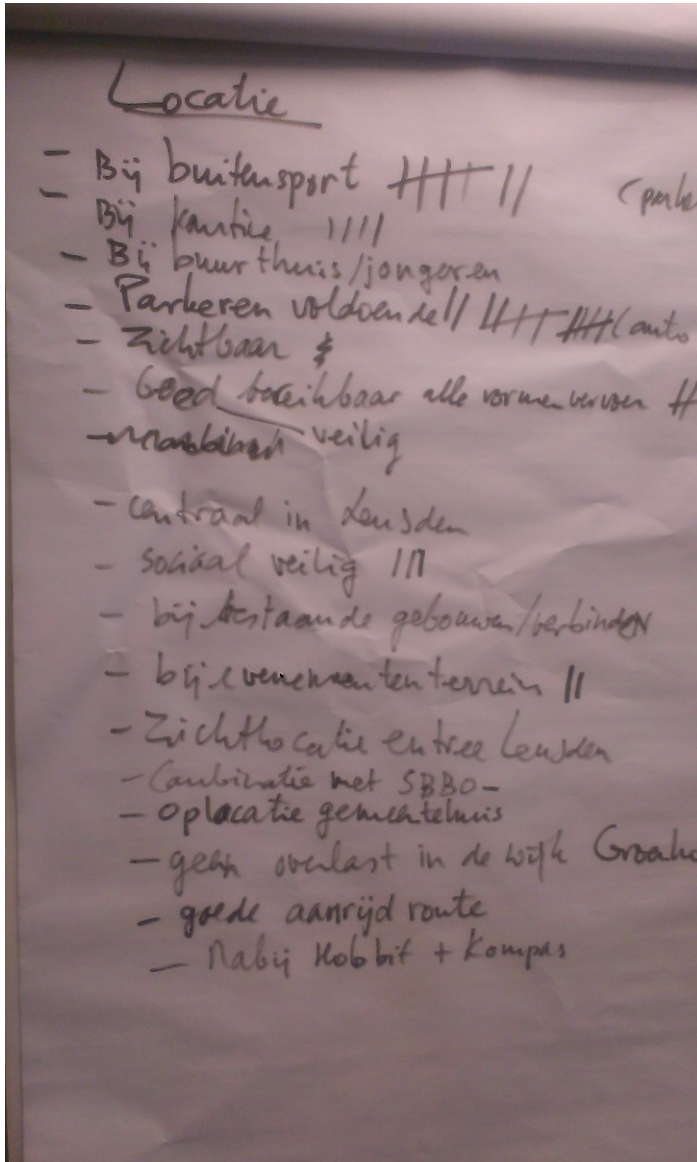 Locatie
- Bij buitensport (parke
- Bij kantine
- Bij buurthuis/jongeren
- Parkeren voldoende (auto
- Zichtbaar
- Goed bereikbaar alle vormen vervoer
- veilig
- centraal in Leusden
- sociaal veilig
- bij bestaande gebouwen/verbinden
- bij evenemententerrein
- Zichtlocatie entree Leusden
- Combinatie met SBBO -
- op locatie gemeentehuis
- geen overlast in de wijk
- goede aanrijd route
- Nabij Hobbit + Kompas